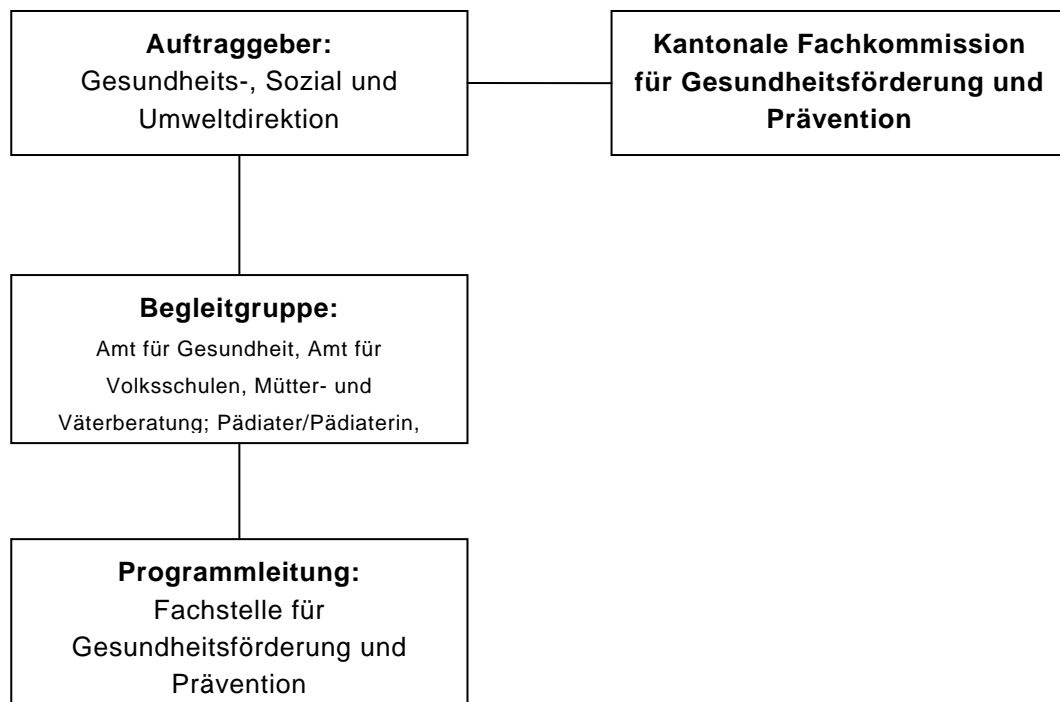 Auftraggeber:
Gesundheits-, Sozial und
Umweltdirektion
Kantonale Fachkommission
für Gesundheitsförderung und
Prävention
Begleitgruppe:
Amt für Gesundheit, Amt für
Volksschulen, Mütter- und
Väterberatung; Pädiater/Pädiaterin,
Programmleitung:
Fachstelle für
Gesundheitsförderung und
Prävention